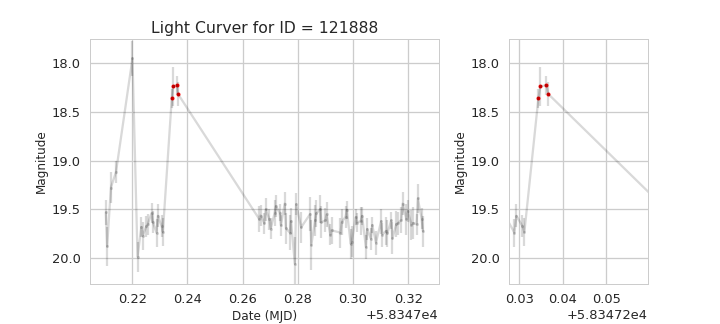 Light Curver for ID = 121888
Magnitude
18.0
18.5
19.0
19.5
20.0
0.22 0.24 0.26 0.28 0.30 0.32
Date (MJD)
+5.8347e4
Magnitude
18.0
18.5
19.0
19.5
20.0
0.03 0.04 0.05
+5.83472e4